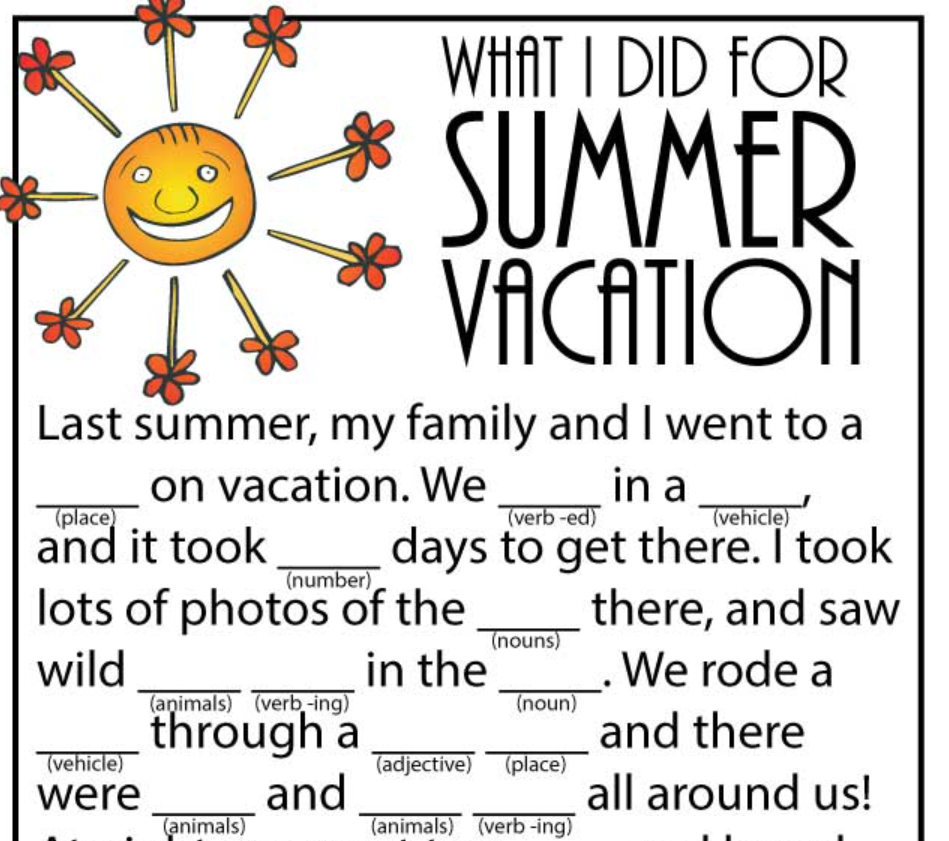 WHAT I DID FOR
SUMMER
VACATION
Last summer, my family and I went to a
_____ on vacation. We _____ in a _____,
(place) (verb -ed) (vehicle)
and it took _____ days to get there. I took
(number)
lots of photos of the _____ there, and saw
(nouns)
wild _____ _____ in the _____. We rode a
(animals) (verb -ing) (noun)
_____ through a _____ _____ and there
(vehicle) (adjective) (place)
were _____ and _____ _____ all around us!
(animals) (animals) (verb -ing)